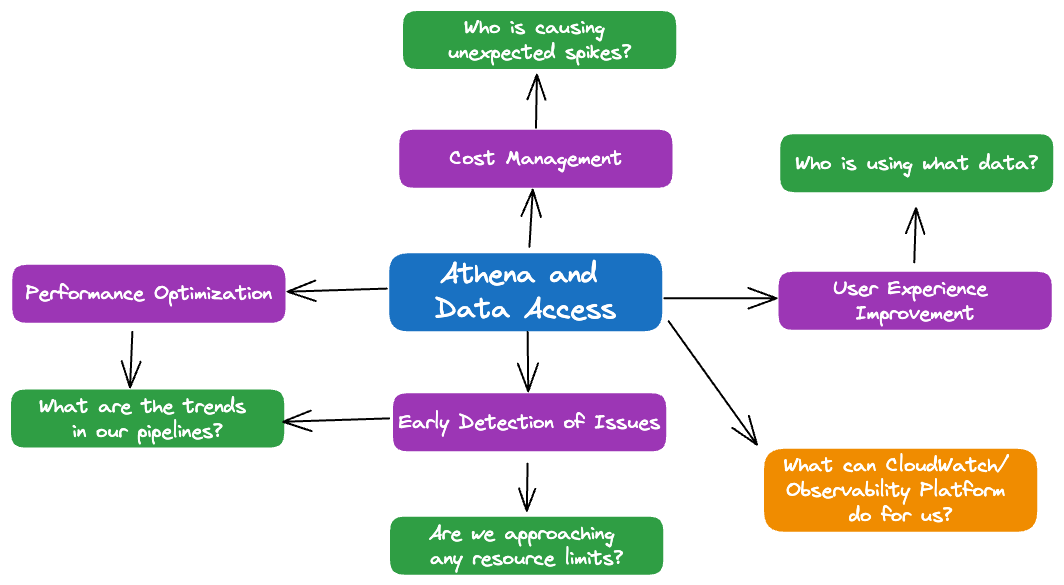 Who is causing
unexpected spikes?
Cost Management
Who is using what data?
Athena and
Data Access
Performance Optimization
User Experience
Improvement
What are the trends
in our pipelines?
Early Detection of Issues
What can CloudWatch/
Observability Platform
do for us?
Are we approaching
any resource limits?